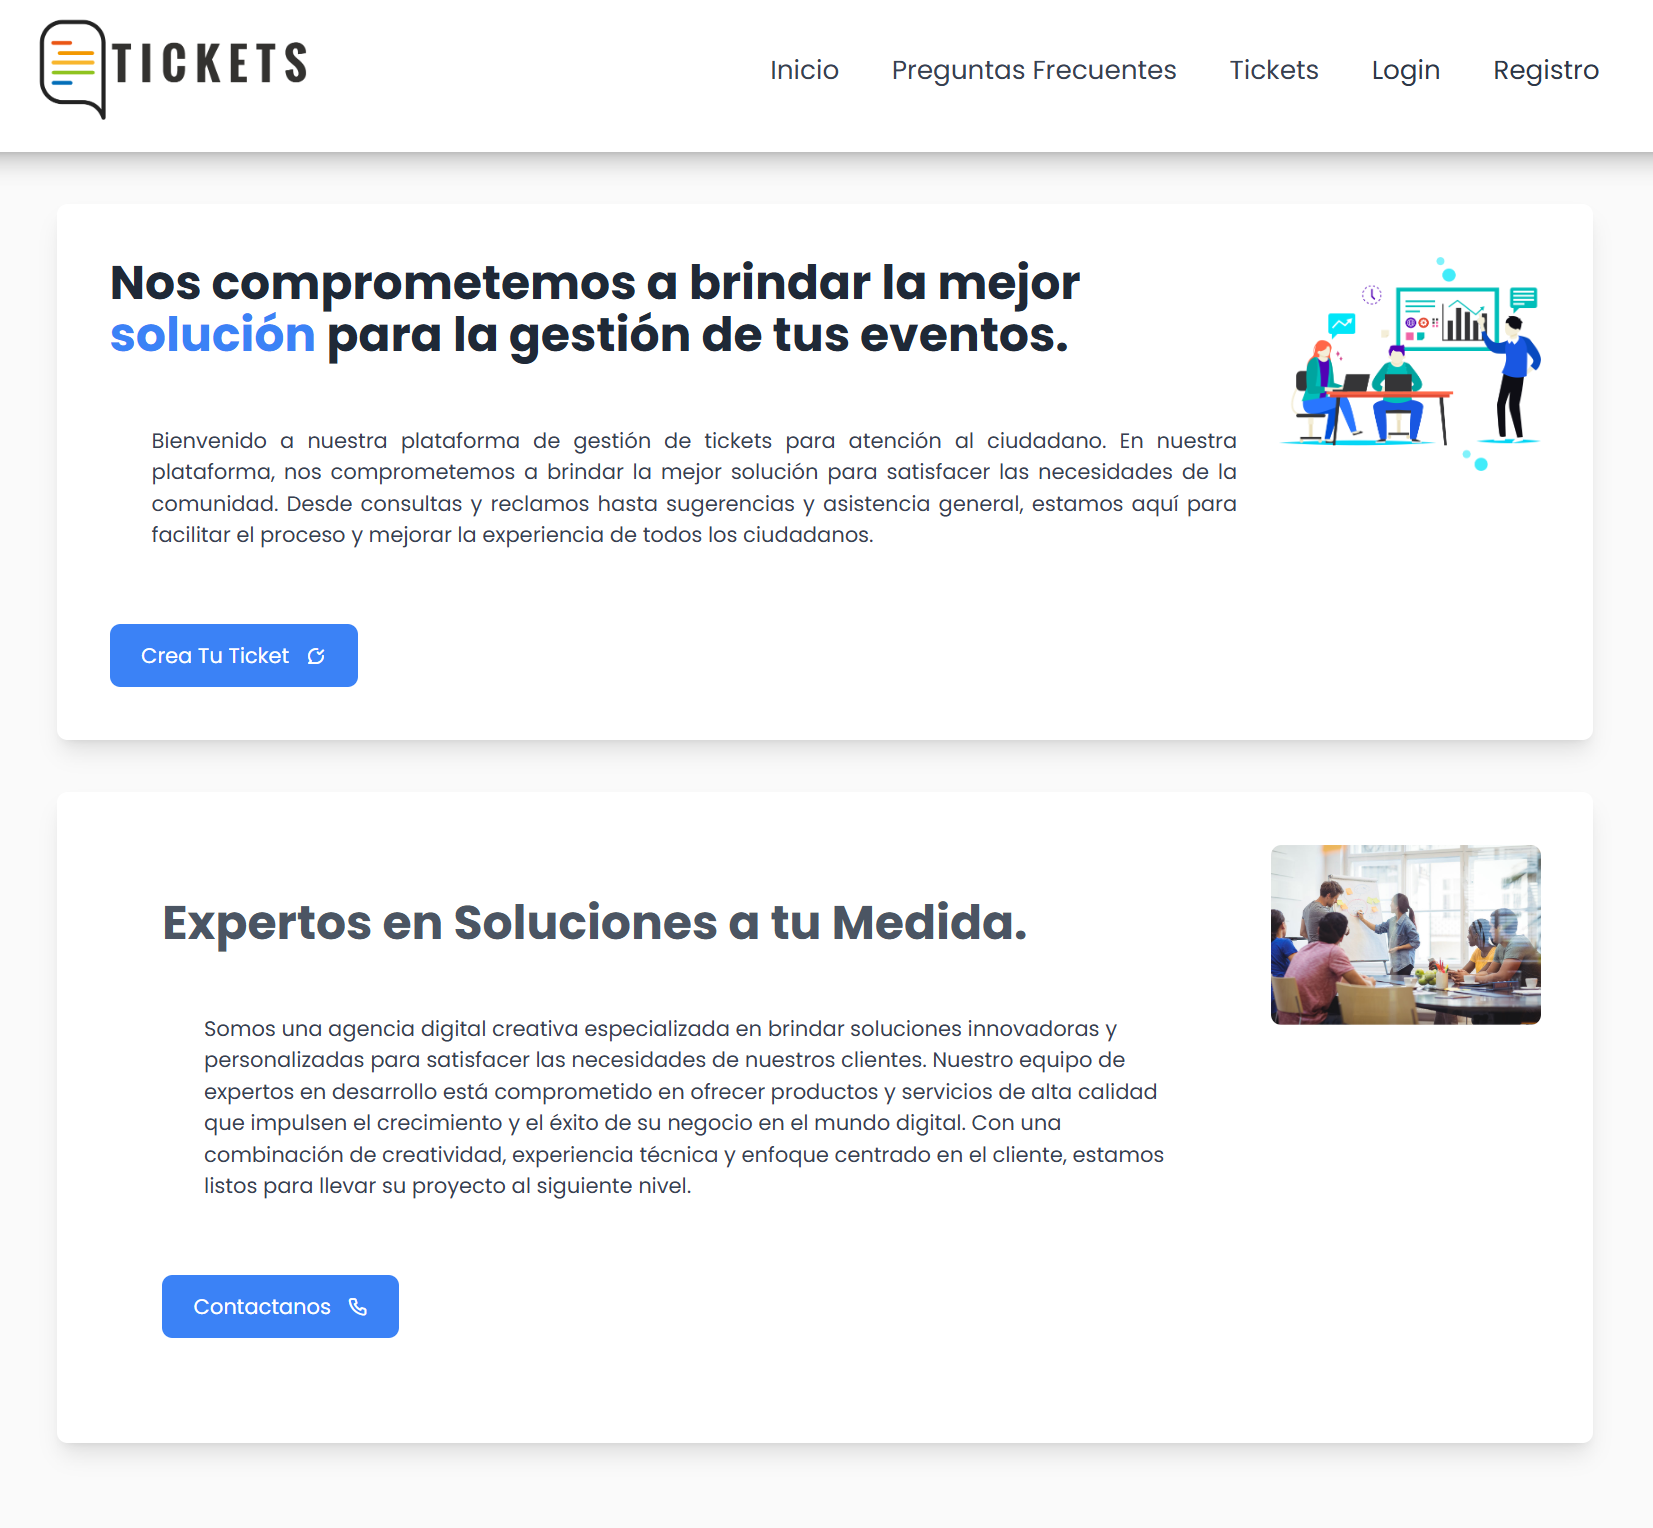 TICKETS
Inicio Preguntas Frecuentes Tickets Login Registro
Nos comprometemos a brindar la mejor
solución para la gestión de tus eventos.
Bienvenido a nuestra plataforma de gestión de tickets para atención al ciudadano. En nuestra
plataforma, nos comprometemos a brindar la mejor solución para satisfacer las necesidades de la
comunidad. Desde consultas y reclamos hasta sugerencias y asistencia general, estamos aquí para
facilitar el proceso y mejorar la experiencia de todos los ciudadanos.
Crea Tu Ticket
Expertos en Soluciones a tu Medida.
Somos una agencia digital creativa especializada en brindar soluciones innovadoras y
personalizadas para satisfacer las necesidades de nuestros clientes. Nuestro equipo de
expertos en desarrollo está comprometido en ofrecer productos y servicios de alta calidad
que impulsen el crecimiento y el éxito de su negocio en el mundo digital. Con una
combinación de creatividad, experiencia técnica y enfoque centrado en el cliente, estamos
listos para llevar su proyecto al siguiente nivel.
Contactanos